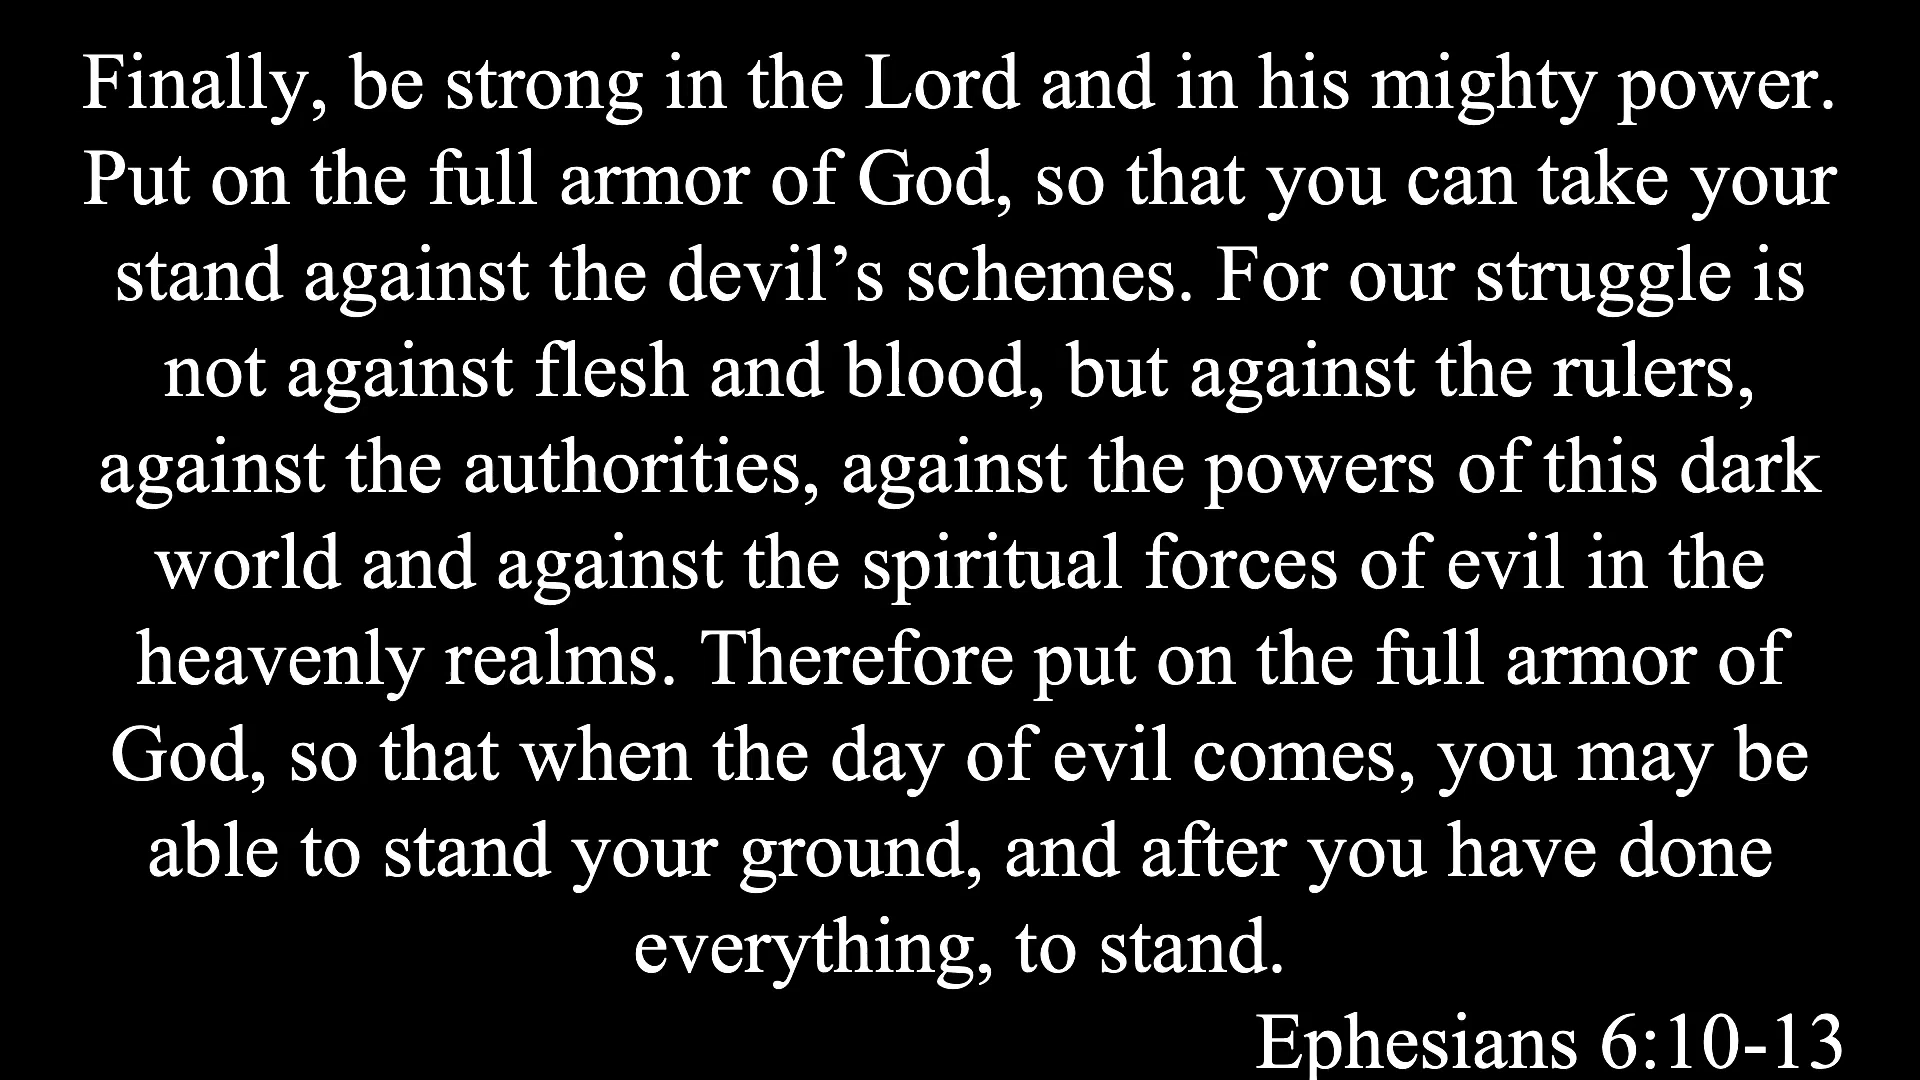 Finally, be strong in the Lord and in his mighty power.
Put on the full armor of God, so that you can take your
stand against the devil’s schemes. For our struggle is
not against flesh and blood, but against the rulers,
against the authorities, against the powers of this dark
world and against the spiritual forces of evil in the
heavenly realms. Therefore put on the full armor of
God, so that when the day of evil comes, you may be
able to stand your ground, and after you have done
everything, to stand.
Ephesians 6:10-13